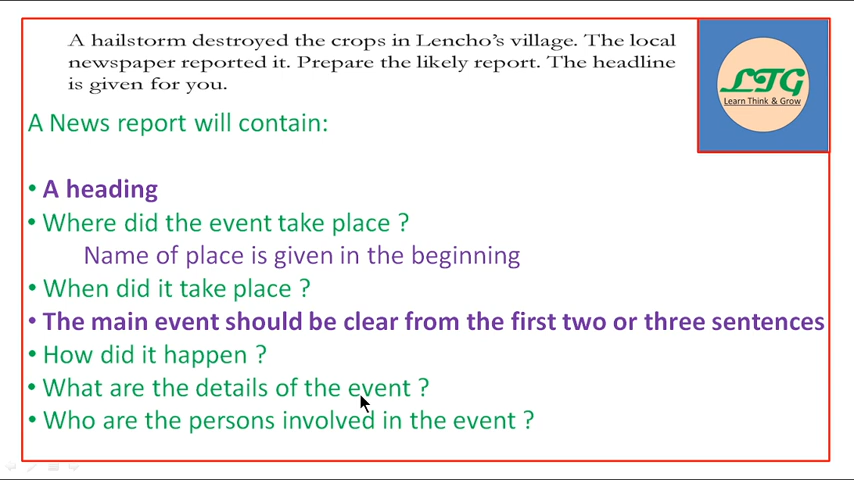 A hailstorm destroyed the crops in Lencho's village. The local
newspaper reported it. Prepare the likely report. The headline
is given for you.
LTG
Learn Think & Grow
A News report will contain:
• A heading
• Where did the event take place ?
Name of place is given in the beginning
• When did it take place ?
• The main event should be clear from the first two or three sentences
• How did it happen ?
• What are the details of the event ?
• Who are the persons involved in the event ?